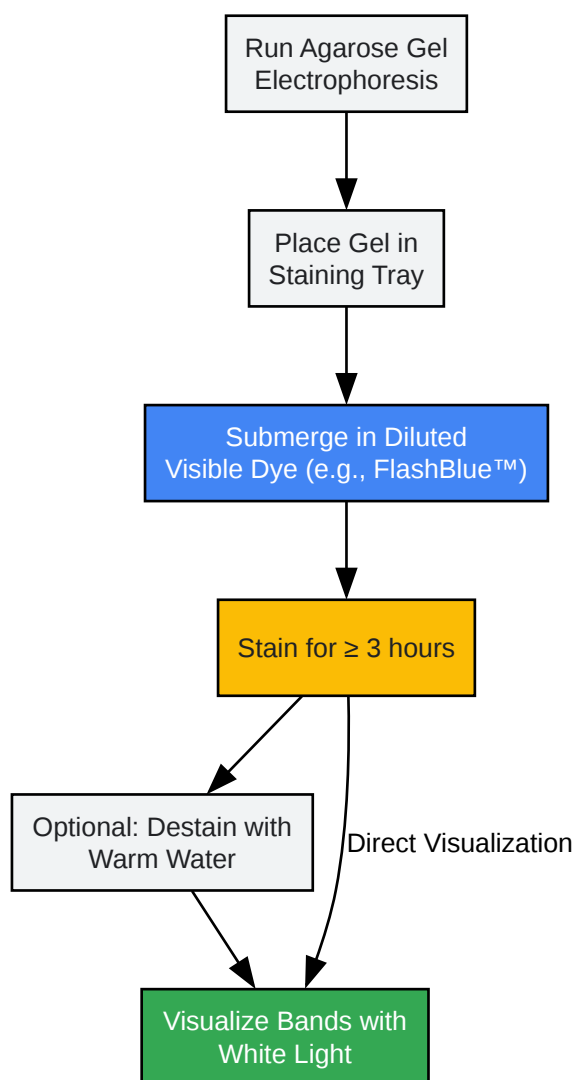 Run Agarose Gel
Electrophoresis
Place Gel in
Staining Tray
Submerge in Diluted
Visible Dye (e.g., FlashBlue™)
Stain for ≥ 3 hours
Optional: Destain with
Warm Water
Direct Visualization
Visualize Bands with
White Light